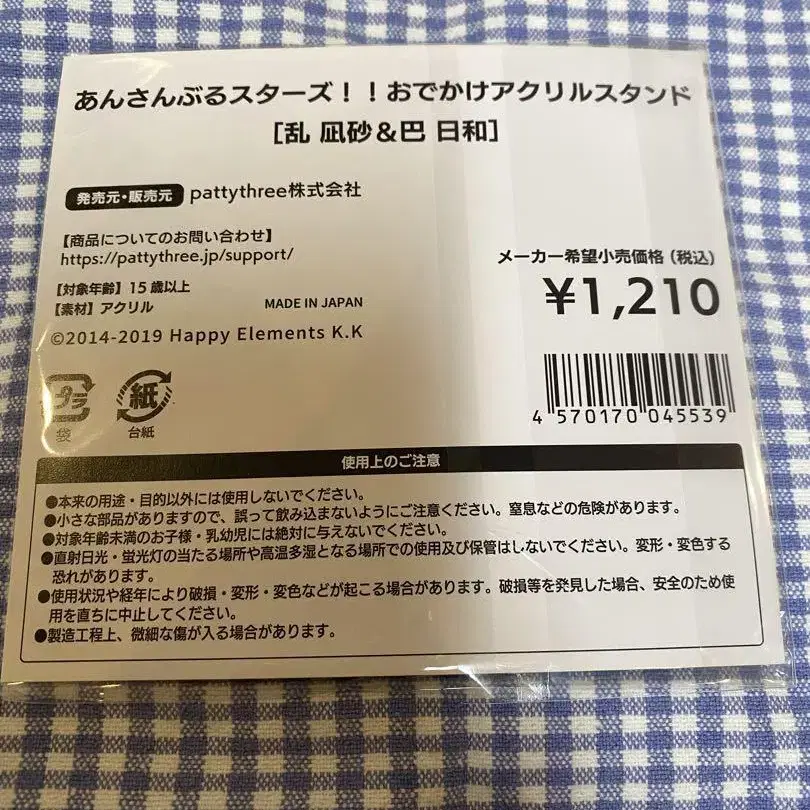 あんさんぶるスターズ！！おでかけアクリルスタンド
［乱 凪砂＆巴 日和］
発売元・販売元 pattythree株式会社
【商品についてのお問い合わせ】
https://pattythree.jp/support/
【対象年齢】15歳以上
【素材】アクリル MADE IN JAPAN
©2014-2019 Happy Elements K.K
メーカー希望小売価格（税込）
¥1,210
4 570170 045539
プラ 紙
袋 台紙
使用上のご注意
●本来の用途・目的以外には使用しないでください。
●小さな部品がありますので、誤って飲み込まないようにご注意ください。窒息などの危険があります。
●対象年齢未満のお子様・乳幼児には絶対に与えないでください。
●直射日光・蛍光灯の当たる場所や高温多湿となる場所での使用及び保管はしないでください。変形・変色する
恐れがあります。
●使用状況や経年により破損・変形・変色などが起こる場合があります。破損等を発見した場合、安全のため使
用を直ちに中止してください。
●製造工程上、微細な傷が入る場合があります。